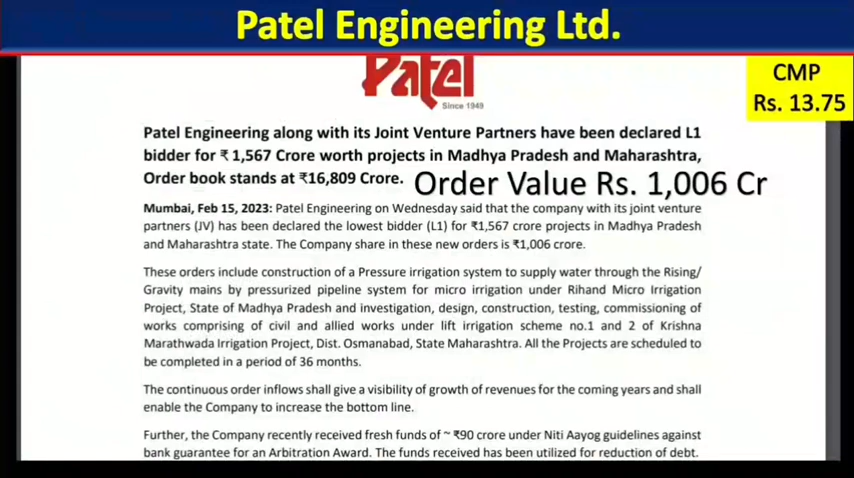 Patel Engineering Ltd.
CMP
Rs. 13.75
Patel
Since 1949
Patel Engineering along with its Joint Venture Partners have been declared L1
bidder for ₹ 1,567 Crore worth projects in Madhya Pradesh and Maharashtra,
Order book stands at ₹16,809 Crore.
Order Value Rs. 1,006 Cr
Mumbai, Feb 15, 2023: Patel Engineering on Wednesday said that the company with its joint venture
partners (JV) has been declared the lowest bidder (L1) for ₹1,567 crore projects in Madhya Pradesh
and Maharashtra state. The Company share in these new orders is ₹1,006 crore.
These orders include construction of a Pressure irrigation system to supply water through the Rising/
Gravity mains by pressurized pipeline system for micro irrigation under Rihand Micro Irrigation
Project, State of Madhya Pradesh and investigation, design, construction, testing, commissioning of
works comprising of civil and allied works under lift irrigation scheme no.1 and 2 of Krishna
Marathwada Irrigation Project, Dist. Osmanabad, State Maharashtra. All the Projects are scheduled to
be completed in a period of 36 months.
The continuous order inflows shall give a visibility of growth of revenues for the coming years and shall
enable the Company to increase the bottom line.
Further, the Company recently received fresh funds of ~ ₹90 crore under Niti Aayog guidelines against
bank guarantee for an Arbitration Award. The funds received has been utilized for reduction of debt.